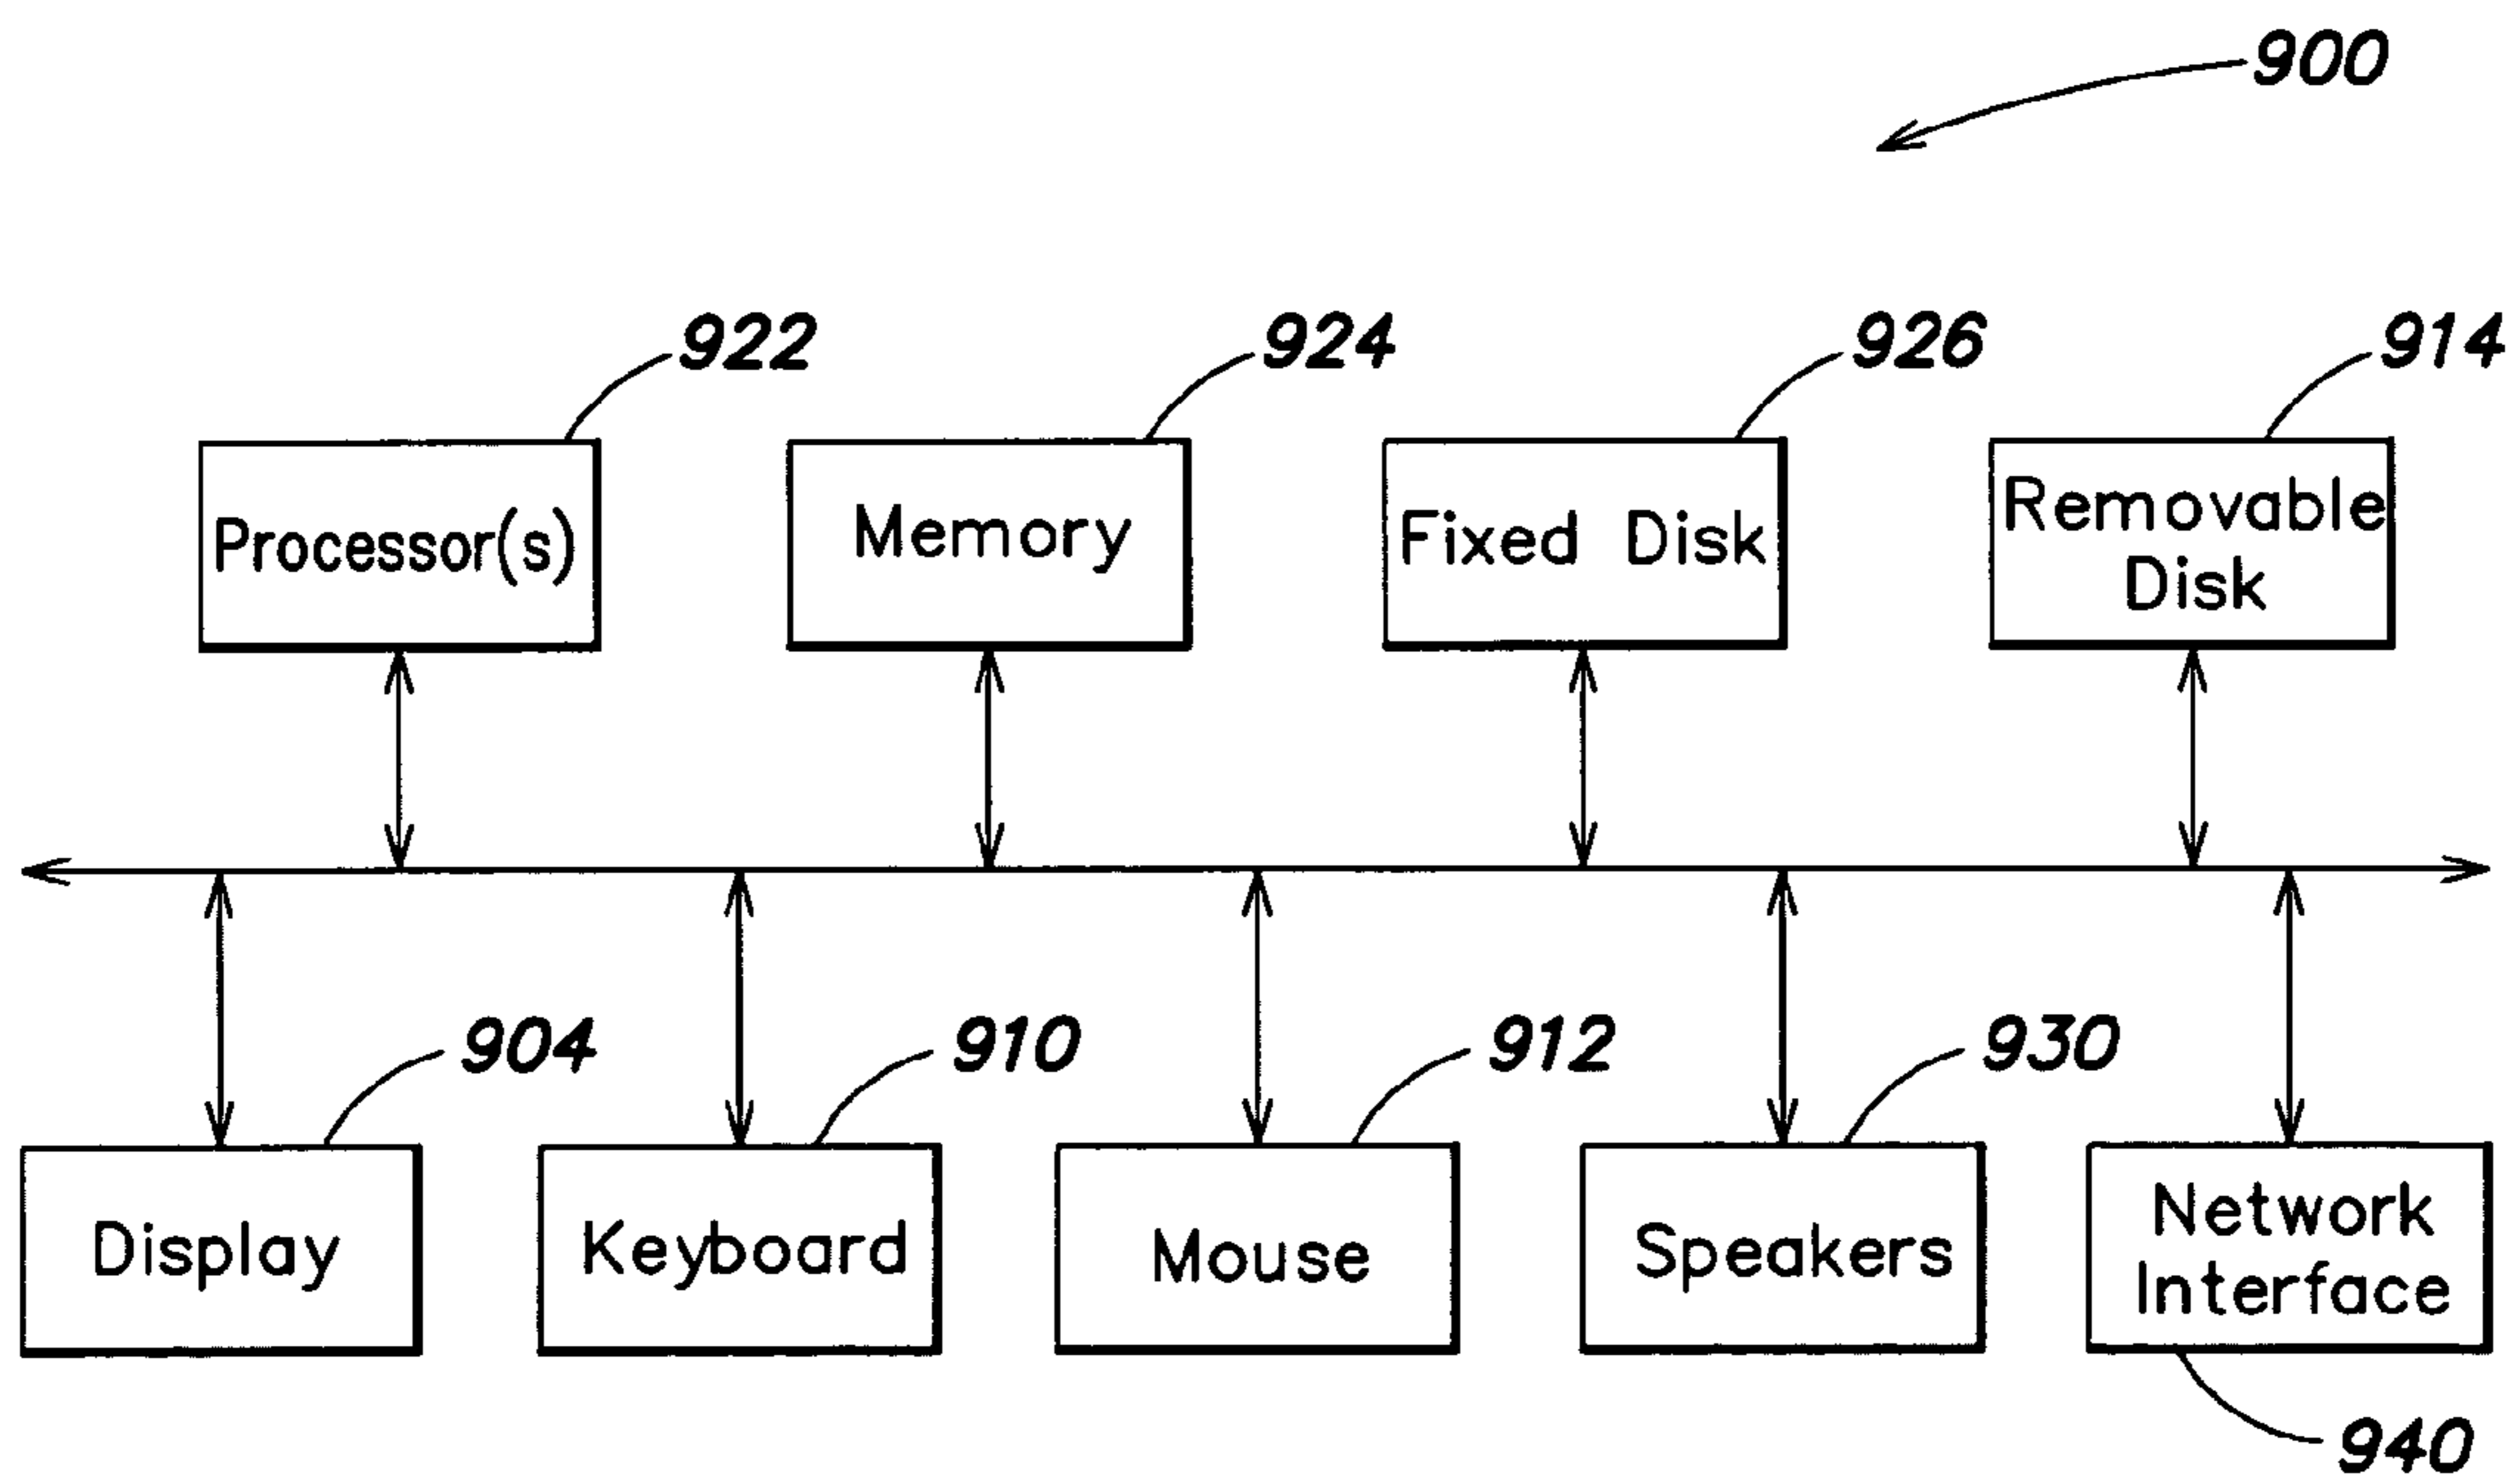 900
922
924
926
914
Processor(s)
Memory
Fixed Disk
Removable
Disk
904
910
912
930
Display
Keyboard
Mouse
Speakers
Network
Interface
940